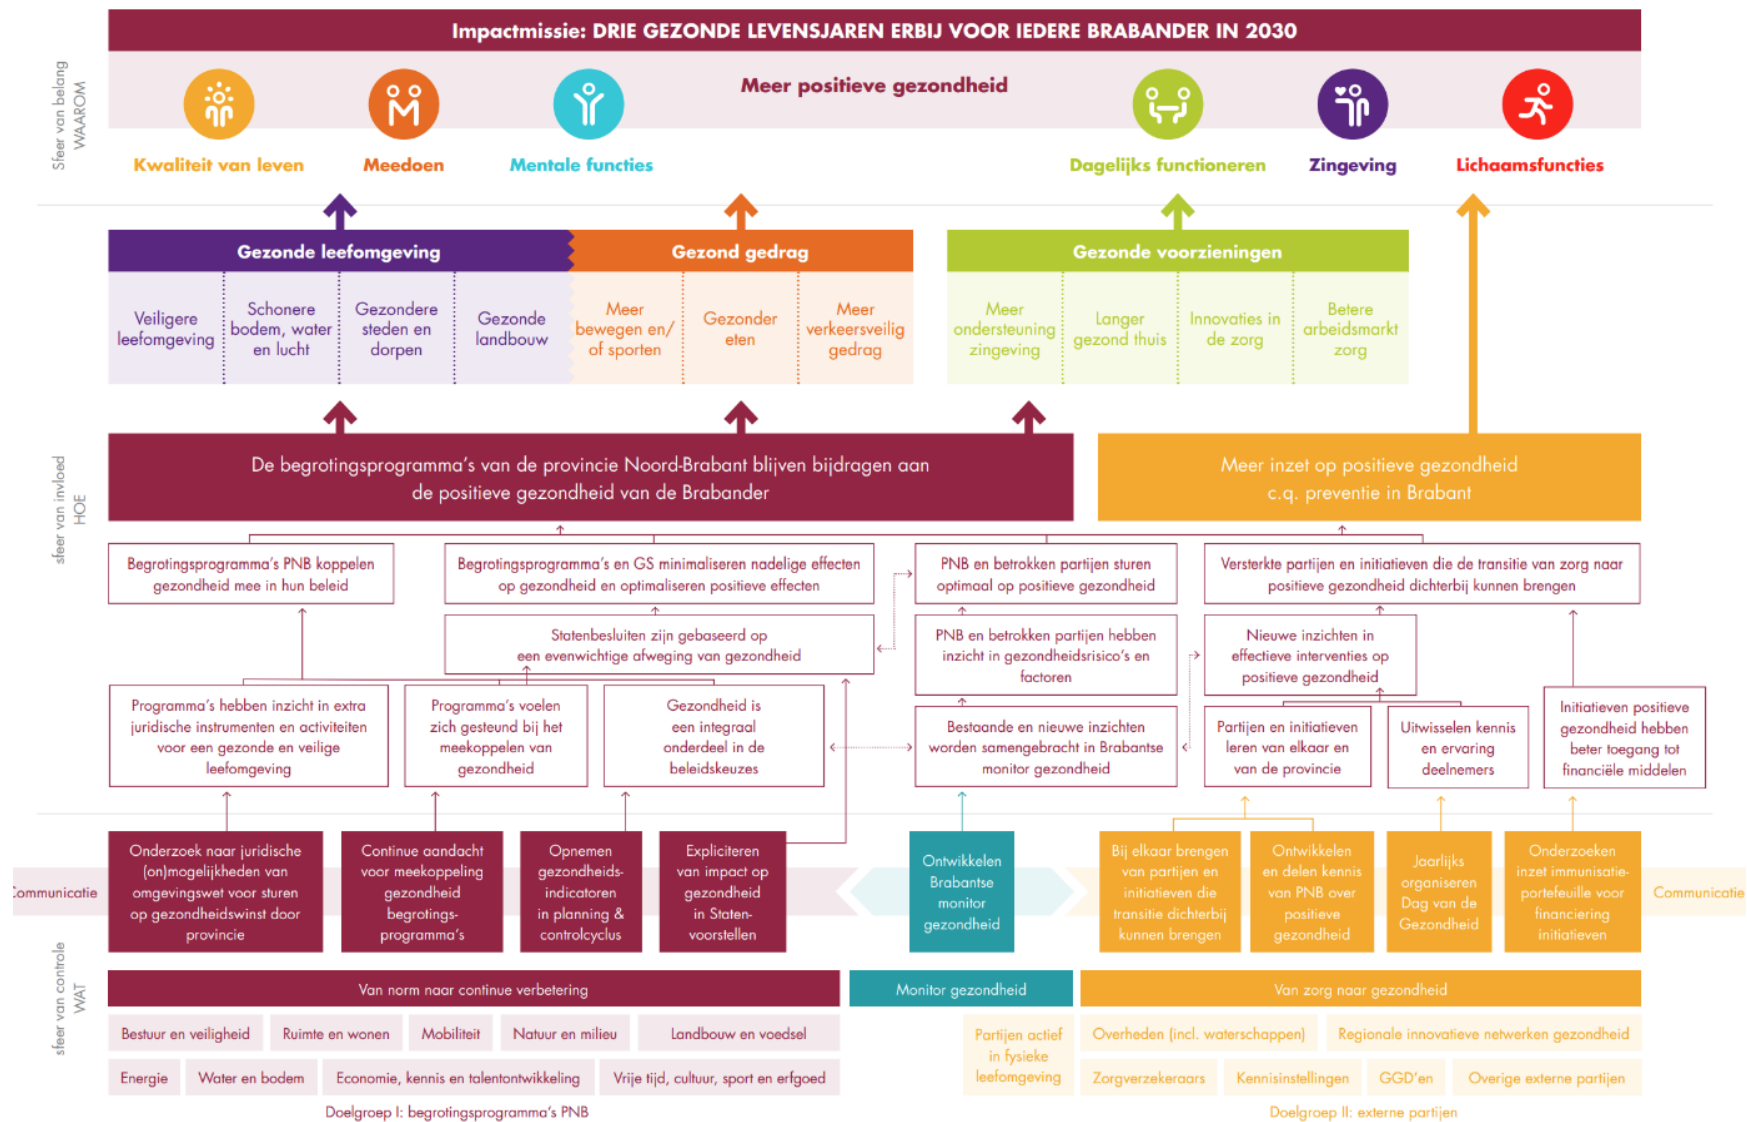 Impactmissie: DRIE GEZONDE LEVENSJAREN ERBIJ VOOR IEDERE BRABANDER IN 2030
Sfeer van belang
WAAROM
Meer positieve gezondheid
Kwaliteit van leven
Meedoen
Mentale functies
Dagelijks functioneren
Zingeving
Lichaamsfuncties
Gezonde leefomgeving
Gezond gedrag
Gezonde voorzieningen
Veiligere
leefomgeving
Schonere
bodem, water
en lucht
Gezondere
steden en
dorpen
Gezonde
landbouw
Meer
bewegen en/
of sporten
Gezonder
eten
Meer
verkeersveilig
gedrag
Meer
ondersteuning
zingeving
Langer
gezond thuis
Innovaties in
de zorg
Betere
arbeidsmarkt
zorg
sfeer van invloed
HOE
De begrotingsprogramma's van de provincie Noord-Brabant blijven bijdragen aan
de positieve gezondheid van de Brabander
Meer inzet op positieve gezondheid
c.q. preventie in Brabant
Begrotingsprogramma's PNB koppelen
gezondheid mee in hun beleid
Begrotingsprogramma's en GS minimaliseren nadelige effecten
op gezondheid en optimaliseren positieve effecten
PNB en betrokken partijen sturen
optimaal op positieve gezondheid
Versterkte partijen en initiatieven die de transitie van zorg naar
positieve gezondheid dichterbij kunnen brengen
Statenbesluiten zijn gebaseerd op
een evenwichtige afweging van gezondheid
PNB en betrokken partijen hebben
inzicht in gezondheidsrisico's en
factoren
Nieuwe inzichten in
effectieve interventies op
positieve gezondheid
Programma's hebben inzicht in extra
juridische instrumenten en activiteiten
voor een gezonde en veilige
leefomgeving
Programma's voelen
zich gesteund bij het
meekoppelen van
gezondheid
Gezondheid is
een integraal
onderdeel in de
beleidskeuzes
Bestaande en nieuwe inzichten
worden samengebracht in Brabantse
monitor gezondheid
Partijen en initiatieven
leren van elkaar en
van de provincie
Uitwisselen kennis
en ervaring
deelnemers
Initiatieven positieve
gezondheid hebben
beter toegang tot
financiële middelen
sfeer van controle
WAT
Communicatie
Onderzoek naar juridische
(on)mogelijkheden van
omgevingswet voor sturen
op gezondheidswinst door
provincie
Continue aandacht
voor meekoppeling
gezondheid
begrotings-
programma's
Opnemen
gezondheids-
indicatoren
in planning &
controlcyclus
Expliciteren
van impact op
gezondheid
in Staten-
voorstellen
Ontwikkelen
Brabantse
monitor
gezondheid
Bij elkaar brengen
van partijen en
initiatieven die
transitie dichterbij
kunnen brengen
Ontwikkelen
en delen kennis
van PNB over
positieve
gezondheid
Jaarlijks
organiseren
Dag van de
Gezondheid
Onderzoeken
inzet immunisatie-
portefeuille voor
financiering
initiatieven
Communicatie
Van norm naar continue verbetering
Monitor gezondheid
Van zorg naar gezondheid
Bestuur en veiligheid
Ruimte en wonen
Mobiliteit
Natuur en milieu
Landbouw en voedsel
Energie
Water en bodem
Economie, kennis en talentontwikkeling
Vrije tijd, cultuur, sport en erfgoed
Partijen actief
in fysieke
leefomgeving
Overheden (incl. waterschappen)
Regionale innovatieve netwerken gezondheid
Zorgverzekeraars
Kennisinstellingen
GGD'en
Overige externe partijen
Doelgroep I: begrotingsprogramma's PNB
Doelgroep II: externe partijen